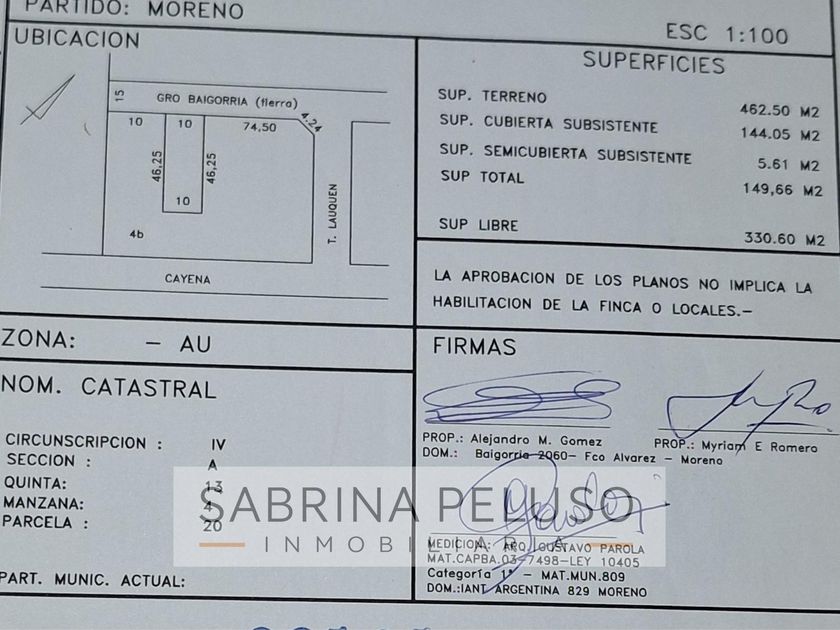 PARTIDO: MORENO
ESC 1:100
UBICACION
15
GRO BAIGORRIA (tierra)
10
10
74,50
4.24
46,25
46,25
10
T. LAUQUEN
4b
CAYENA
SUPERFICIES
SUP. TERRENO 462.50 M2
SUP. CUBIERTA SUBSISTENTE 144.05 M2
SUP. SEMICUBIERTA SUBSISTENTE 5.61 M2
SUP TOTAL 149,66 M2
SUP LIBRE 330.60 M2
LA APROBACION DE LOS PLANOS NO IMPLICA LA
HABILITACION DE LA FINCA O LOCALES.-
ZONA: - AU
NOM. CATASTRAL
CIRCUNSCRIPCION : IV
SECCION : A
QUINTA: 13
MANZANA: 4
PARCELA : 20
PART. MUNIC. ACTUAL:
FIRMAS
PROP.: Alejandro M. Gomez
PROP.: Myriam E Romero
DOM.: Baigorria 2060- Fco Alvarez - Moreno
SABRINA PELUSO
INMOBILIARIA
MEDICION: ARQ. GUSTAVO PAROLA
MAT.CAPBA.03-7498-LEY 10405
Categoría 1° - MAT.MUN.809
DOM.:IANT ARGENTINA 829 MORENO